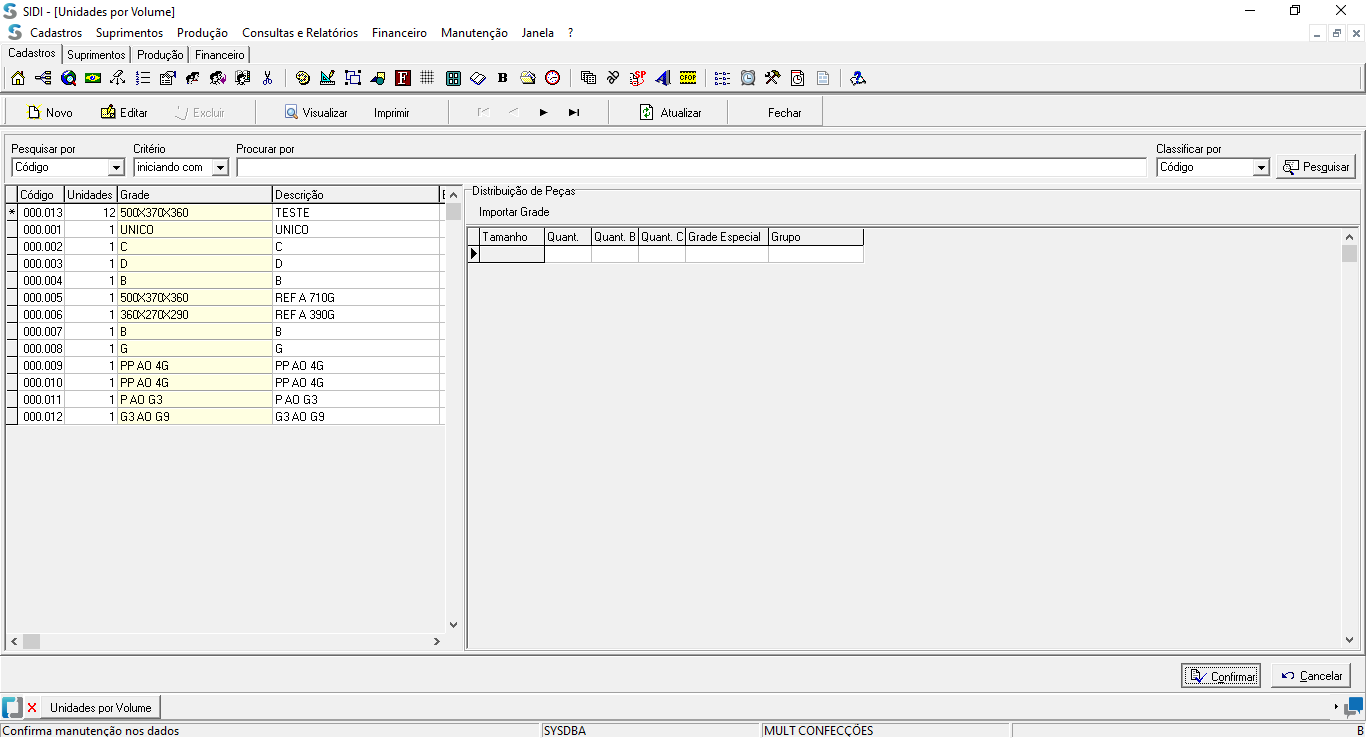 SIDI - [Unidades por Volume]
Cadastros Suprimentos Produção Consultas e Relatórios Financeiro Manutenção Janela ?
Cadastros Suprimentos Produção Financeiro
Novo Editar Excluir Visualizar Imprimir Atualizar Fechar
Pesquisar por Critério Procurar por Classificar por
Código iniciando com Código Pesquisar
Código Unidades Grade Descrição
Distribuição de Peças
Importar Grade
Tamanho Quant. Quant. B Quant. C Grade Especial Grupo
* 000.013 12 500X370X360 TESTE
000.001 1 UNICO UNICO
000.002 1 C C
000.003 1 D D
000.004 1 B B
000.005 1 500X370X360 REF A 710G
000.006 1 360X270X290 REF A 390G
000.007 1 B B
000.008 1 G G
000.009 1 PP AO 4G PP AO 4G
000.010 1 PP AO 4G PP AO 4G
000.011 1 P AO G3 P AO G3
000.012 1 G3 AO G9 G3 AO G9
Confirmar Cancelar
Unidades por Volume
Confirma manutenção nos dados SYSDBA MULT CONFECÇÕES B